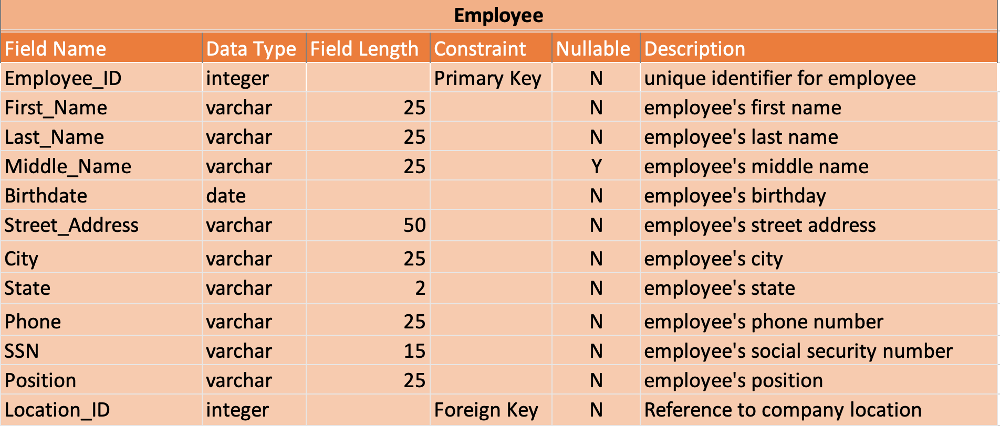 Employee
Field Name Data Type Field Length Constraint Nullable Description
Employee_ID integer Primary Key N unique identifier for employee
First_Name varchar 25 N employee's first name
Last_Name varchar 25 N employee's last name
Middle_Name varchar 25 Y employee's middle name
Birthdate date N employee's birthday
Street_Address varchar 50 N employee's street address
City varchar 25 N employee's city
State varchar 2 N employee's state
Phone varchar 25 N employee's phone number
SSN varchar 15 N employee's social security number
Position varchar 25 N employee's position
Location_ID integer Foreign Key N Reference to company location